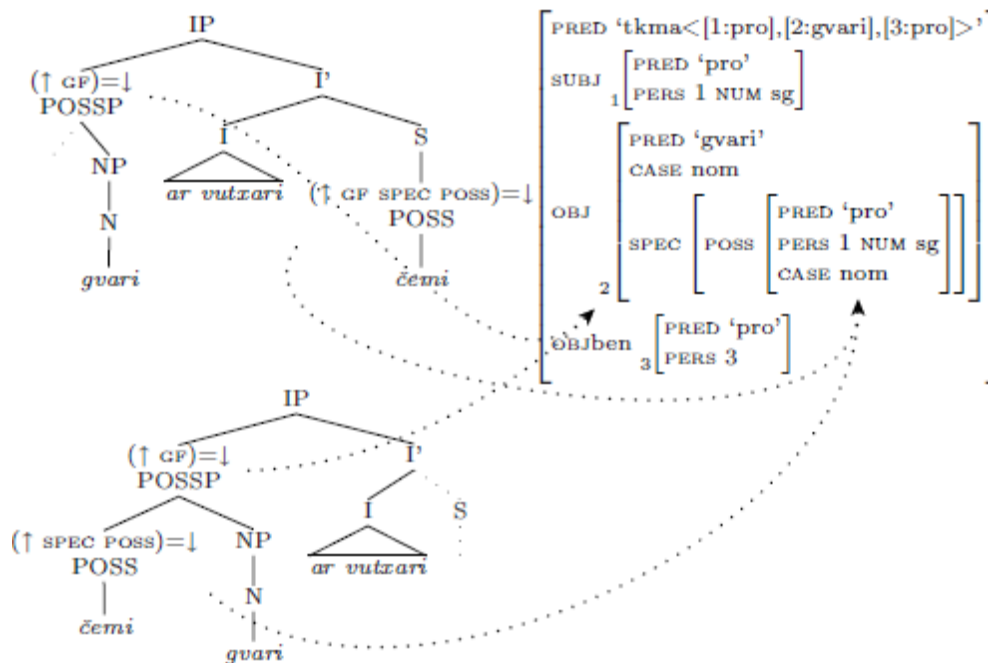 IP
(↑ GF)=↓
POSSP
I'
NP
I
S
ar vutxari
(↑ GF SPEC POSS)=↓
POSS
N
gvari
čemi
PRED ‘tkma<[1:pro],[2:gvari],[3:pro]>’
SUBJ 1 PRED ‘pro’
PERS 1 NUM sg
PRED ‘gvari’
CASE nom
OBJ 2
SPEC POSS PRED ‘pro’
PERS 1 NUM sg
CASE nom
OBJben 3 PRED ‘pro’
PERS 3
IP
(↑ GF)=↓
POSSP
I'
I
S
(↑ SPEC POSS)=↓
POSS
NP
ar vutxari
N
čemi
gvari